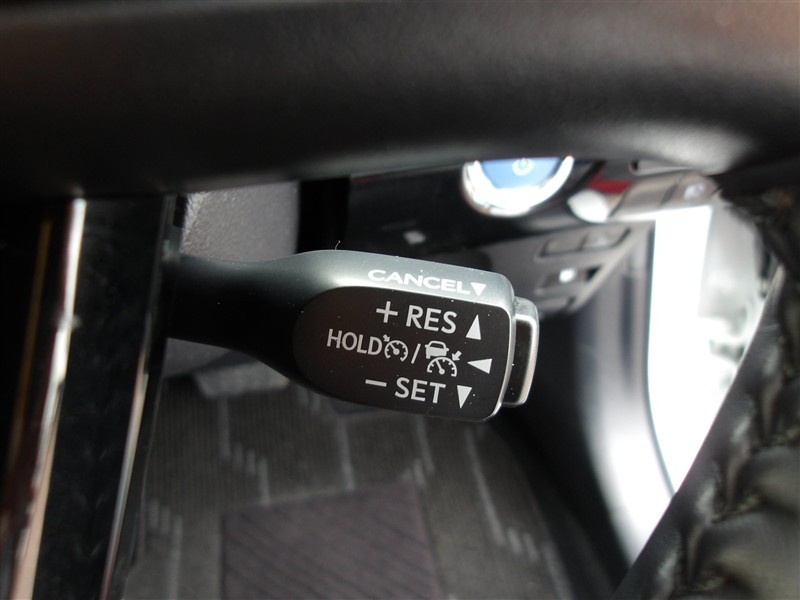 CANCEL▼
+ RES ▲
HOLD / ◀
− SET ▼